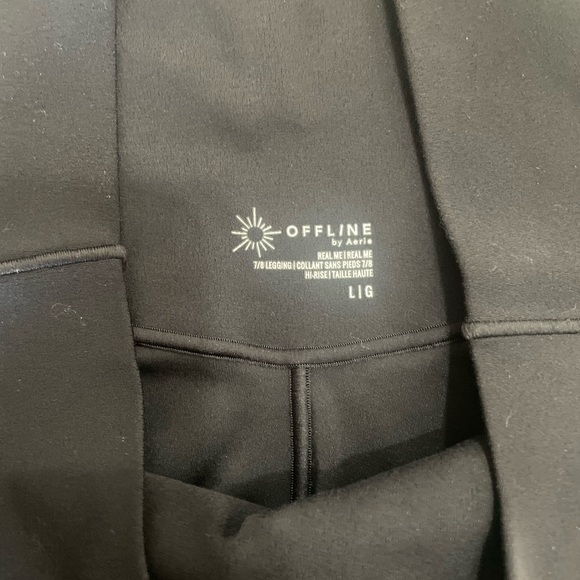 OFFLINE
by Aerie
REAL ME | REAL ME
7/8 LEGGING | COLLANT SANS PIEDS 7/8
HI-RISE | TAILLE HAUTE
L | G